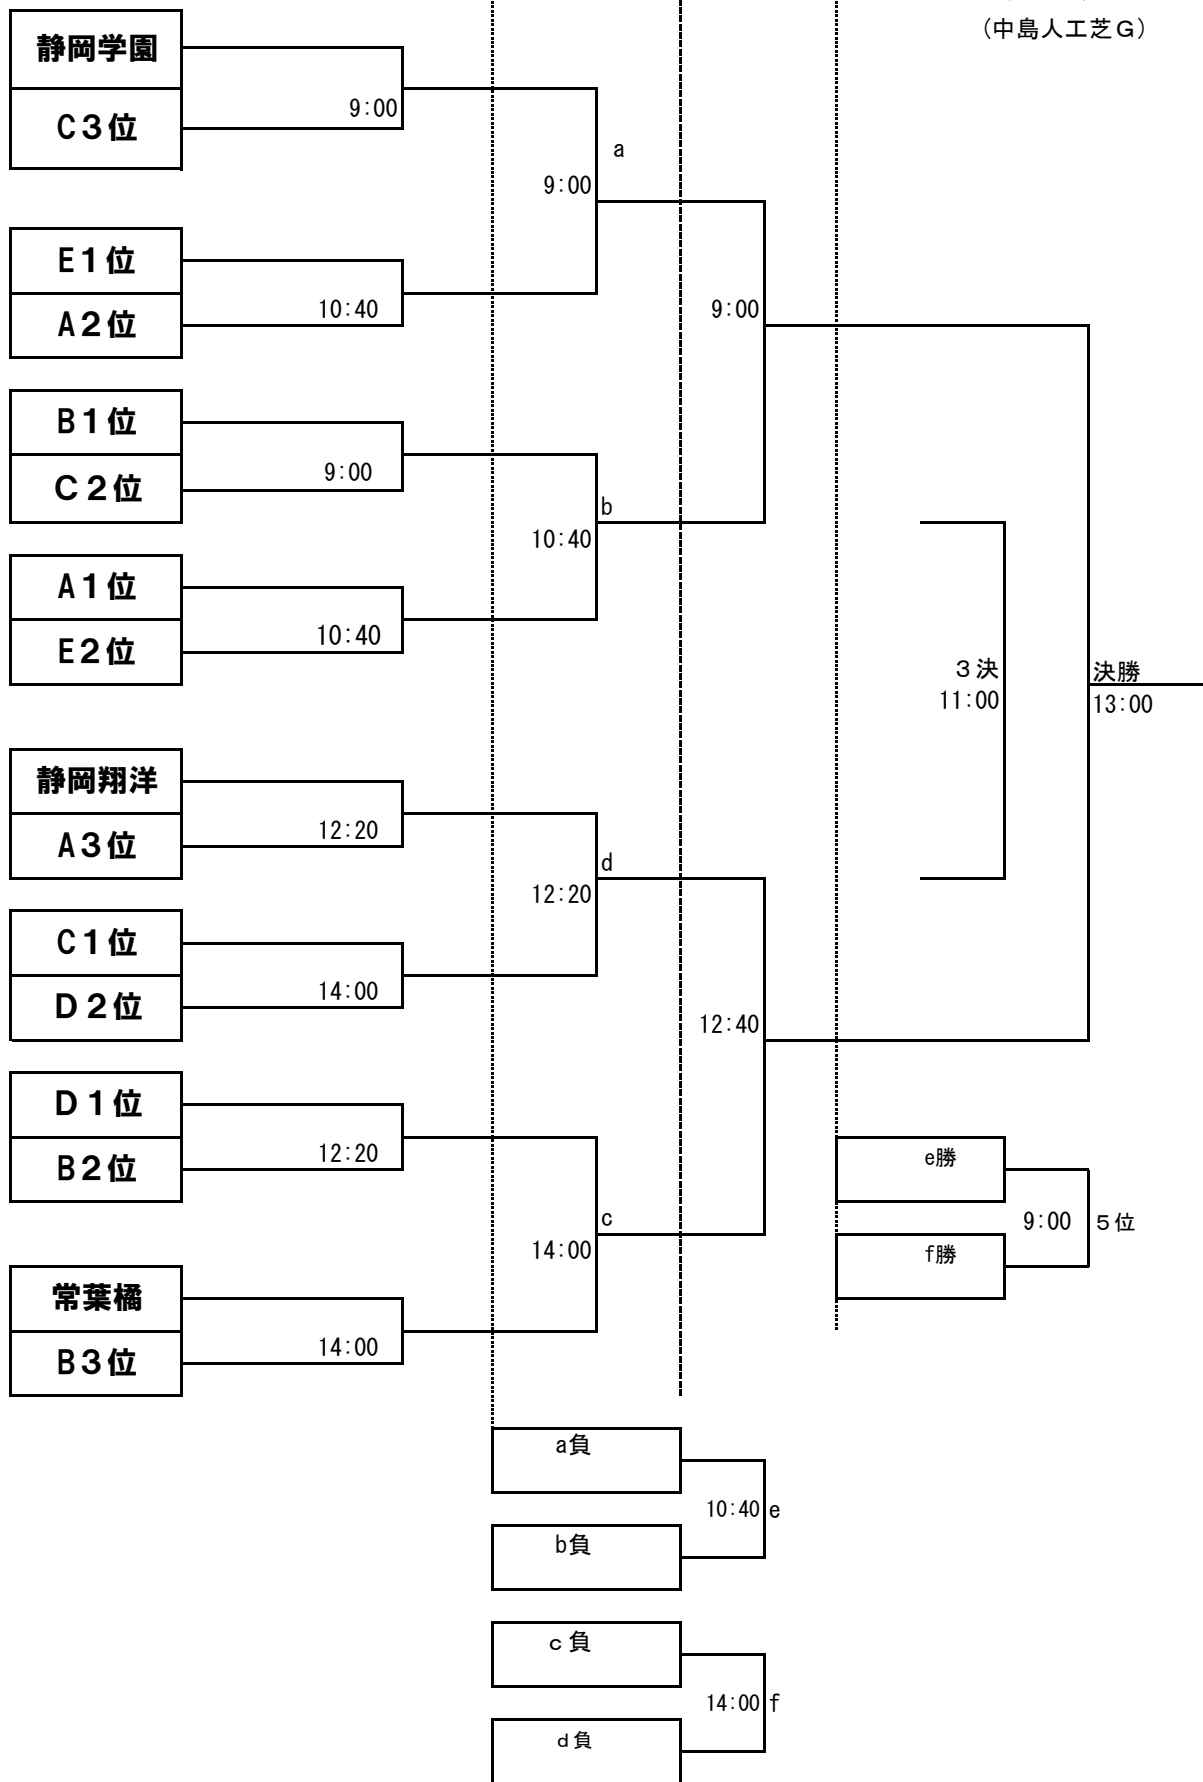 （中島人工芝Ｇ）
静岡学園
9:00
C３位
a
9:00
E１位
10:40
A２位
9:00
B１位
9:00
Ｃ２位
b
10:40
A１位
10:40
E２位
３決
11:00
決勝
13:00
静岡翔洋
12:20
A３位
d
12:20
C１位
14:00
Ｄ２位
12:40
Ｄ１位
12:20
B２位
e勝
9:00
５位
f勝
c
14:00
常葉橘
14:00
B３位
a負
10:40
e
b負
ｃ負
14:00
f
ｄ負